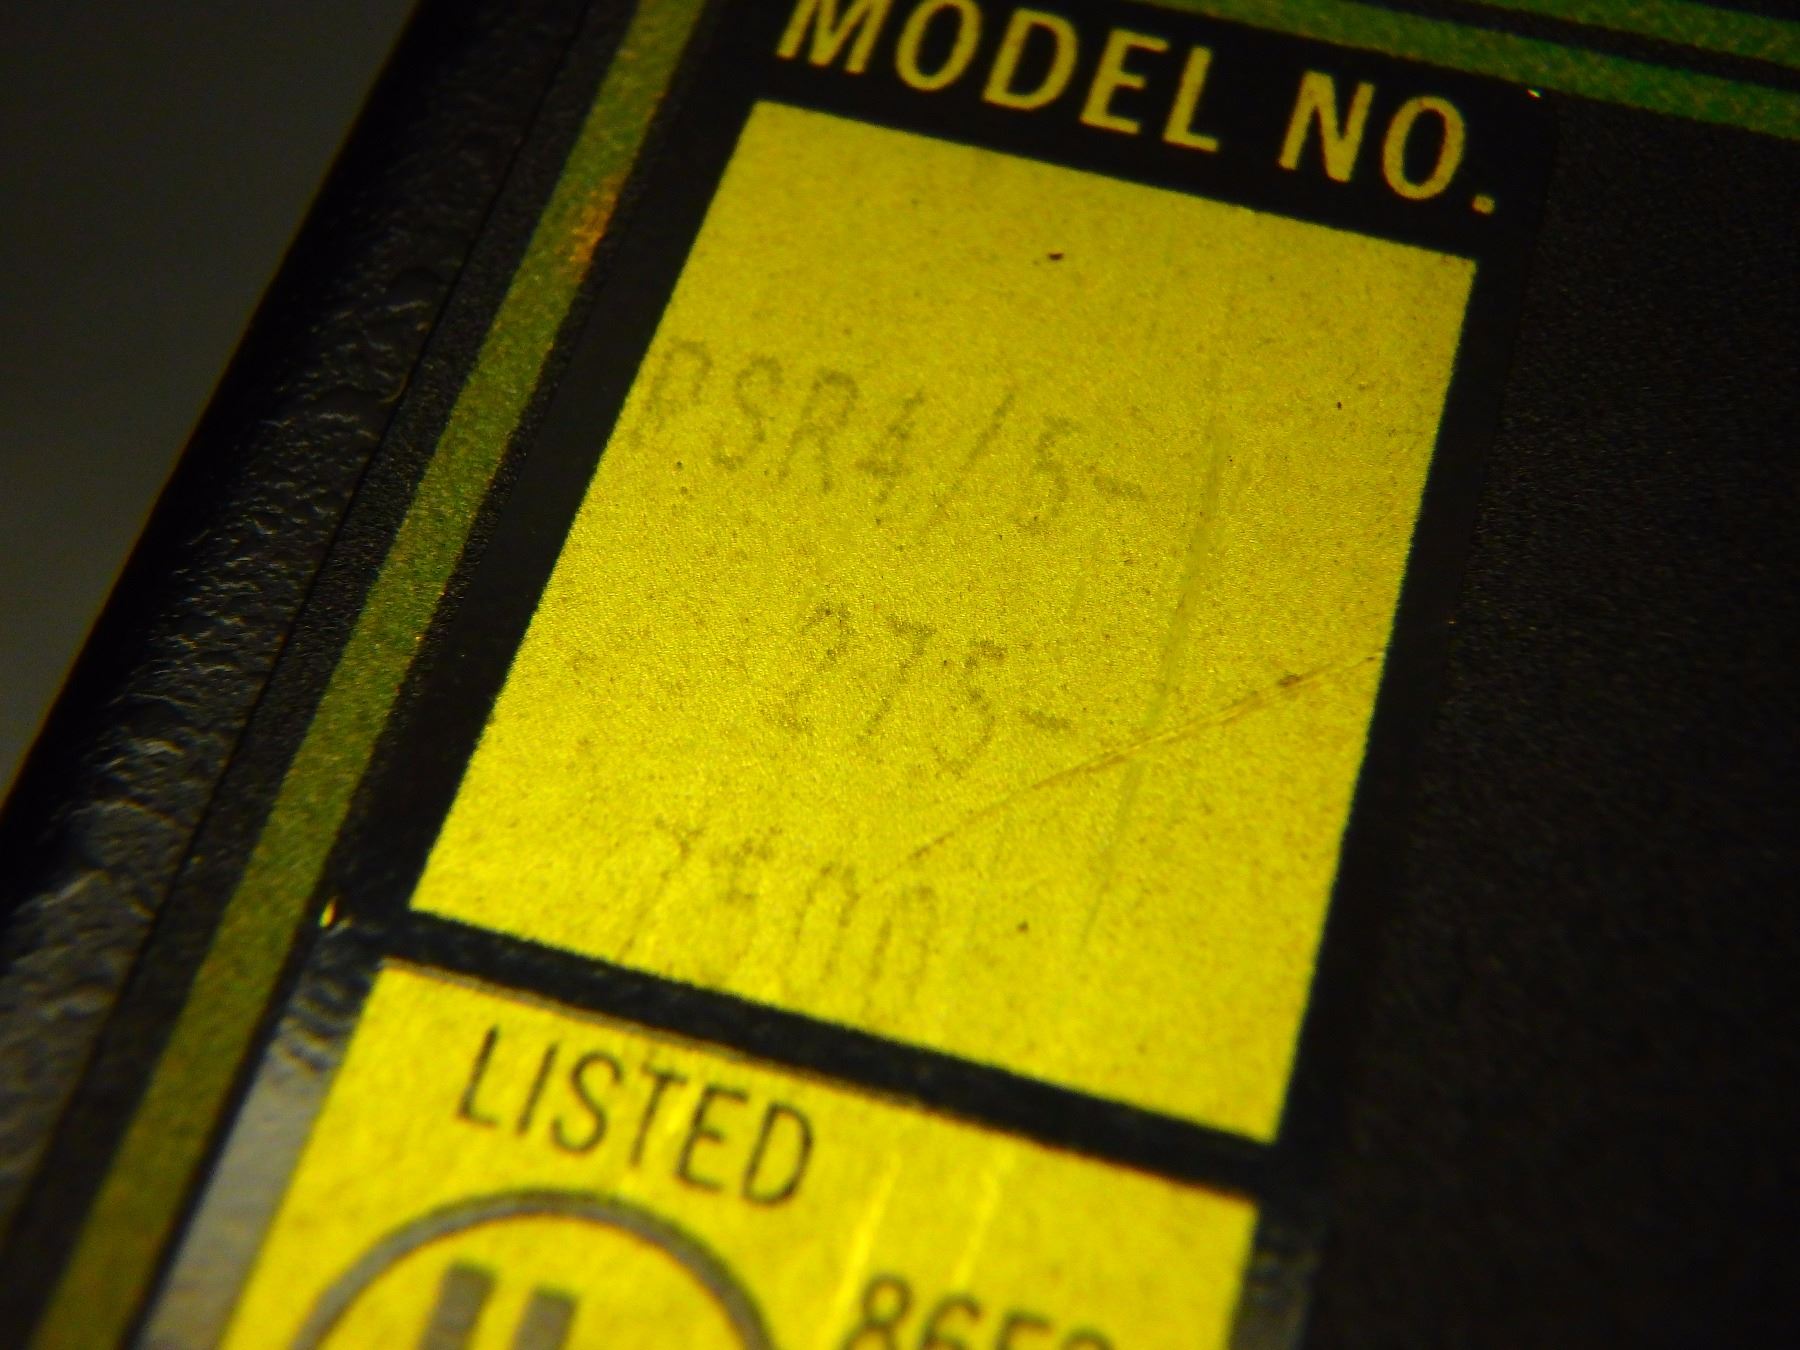 MODEL NO.
PSR4/5-
275-
LISTED